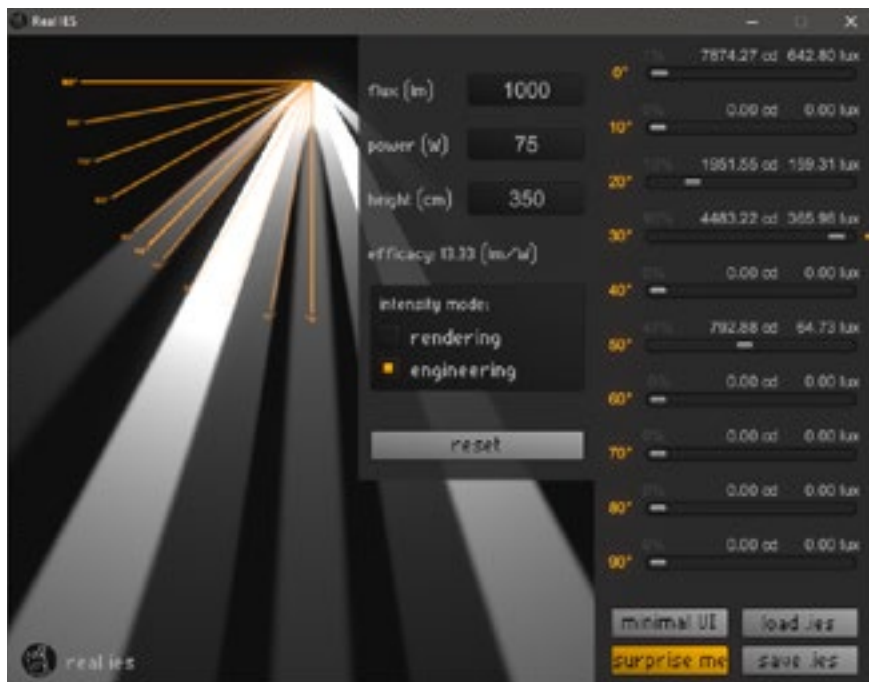 Real IES
flux (lm) 1000
power (W) 75
height (cm) 350
efficacy: 13.33 (lm/W)
intensity mode:
rendering
engineering
reset
0° 7874.27 cd 642.80 lux
10° 0.00 cd 0.00 lux
20° 1951.55 cd 159.31 lux
30° 4483.22 cd 365.98 lux
40° 0.00 cd 0.00 lux
50° 792.88 cd 64.73 lux
60° 0.00 cd 0.00 lux
70° 0.00 cd 0.00 lux
80° 0.00 cd 0.00 lux
90° 0.00 cd 0.00 lux
minimal UI load .ies
surprise me save .ies
real ies